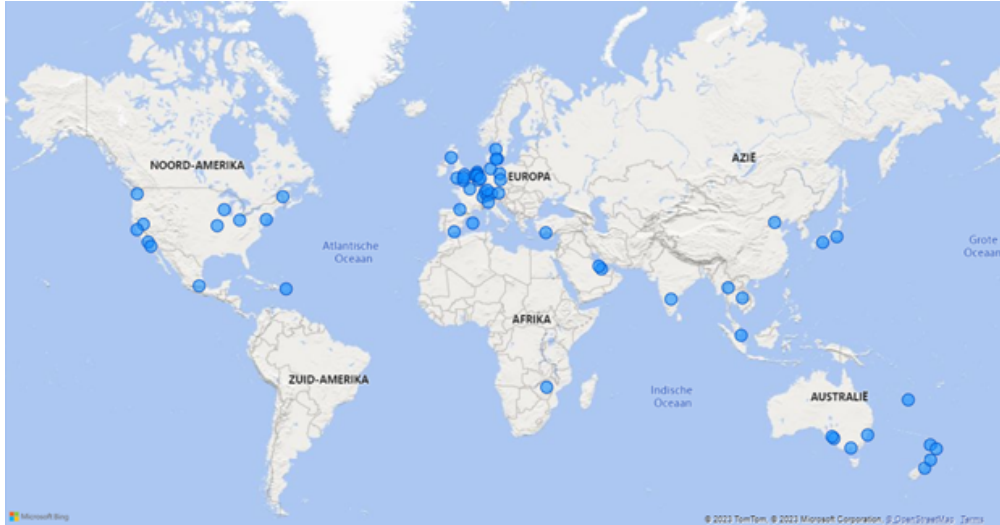 NOORD-AMERIKA
AZIË
EUROPA
Atlantische
Oceaan
Grote
Oceaan
AFRIKA
ZUID-AMERIKA
Indische
Oceaan
AUSTRALIË
Microsoft Bing
© 2023 TomTom, © 2023 Microsoft Corporation, © OpenStreetMap Terms